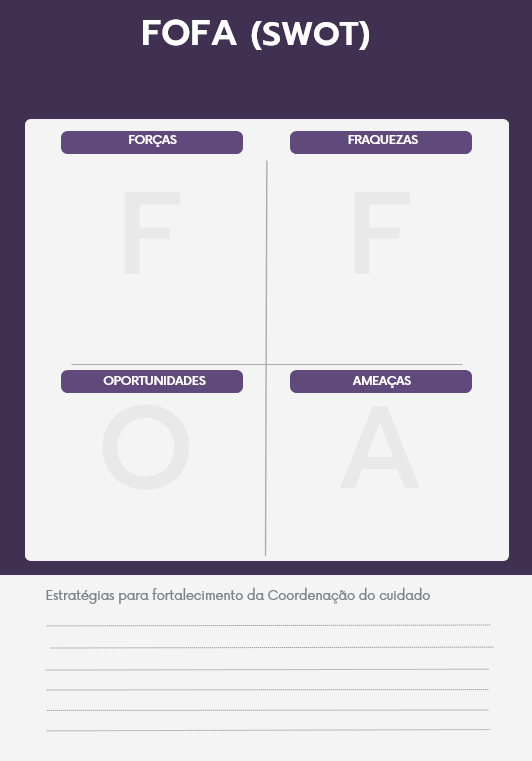 FOFA (SWOT)
FORÇAS
FRAQUEZAS
F
F
OPORTUNIDADES
AMEAÇAS
O
A
Estratégias para fortalecimento da Coordenação do cuidado